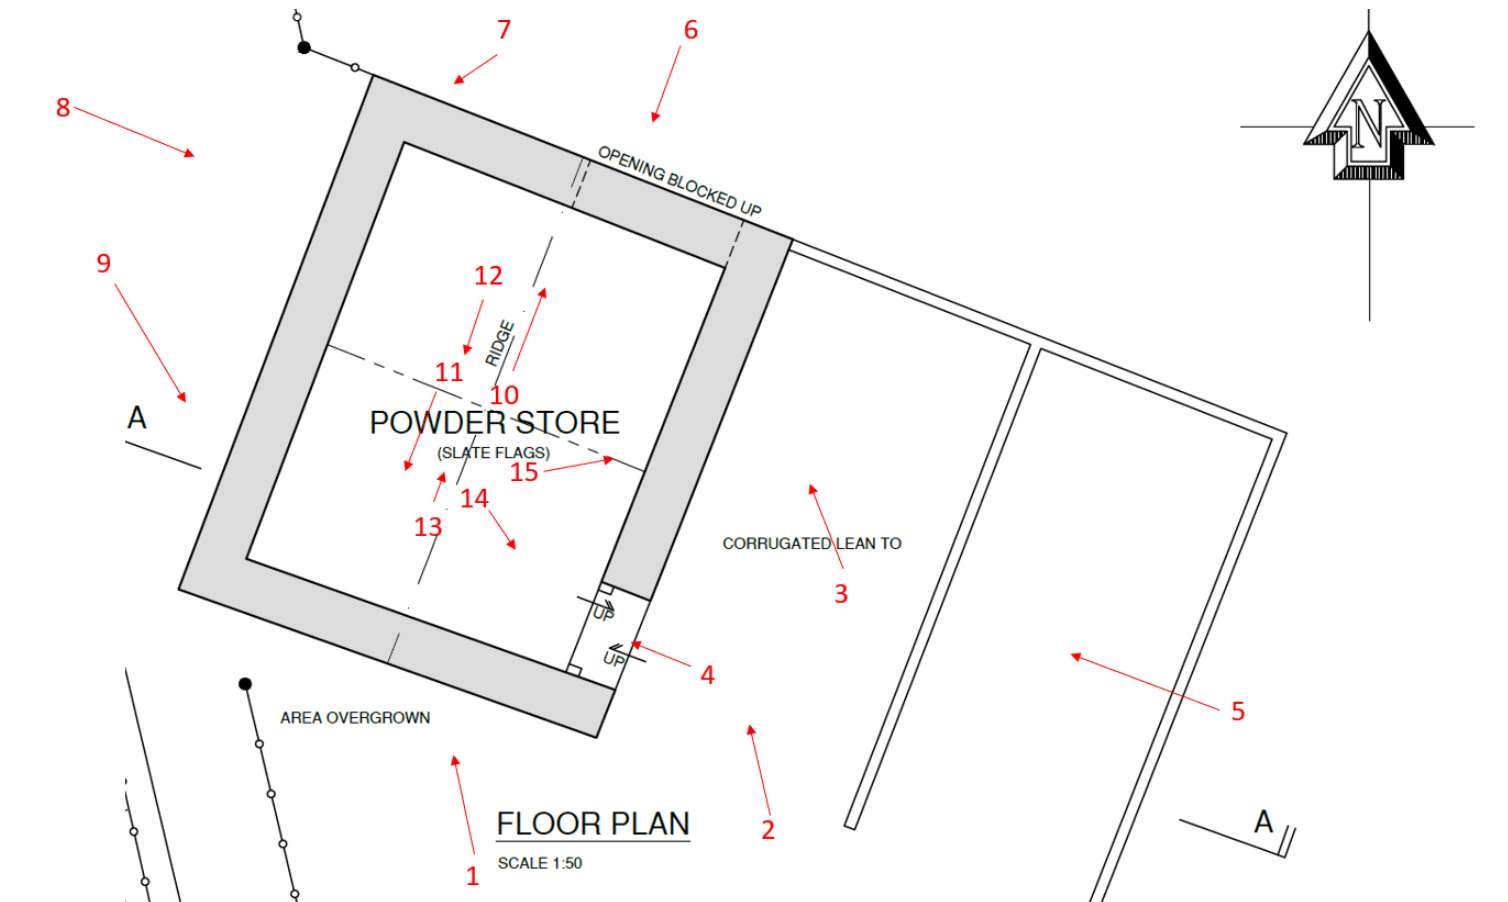 7
6
8
N
OPENING BLOCKED UP
9
12
RIDGE
11
10
A
POWDER STORE
(SLATE FLAGS)
15
14
13
CORRUGATED LEAN TO
3
UP
UP
4
5
AREA OVERGROWN
FLOOR PLAN
2
A
SCALE 1:50
1